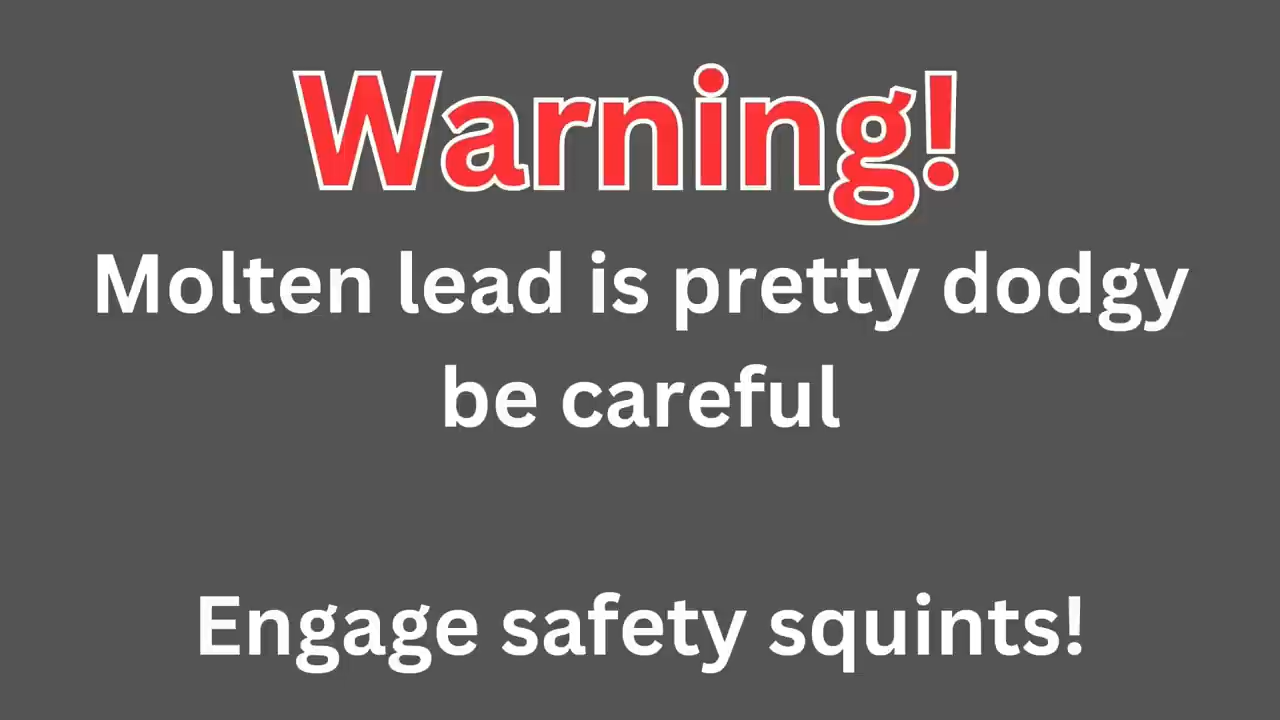 Warning!
Molten lead is pretty dodgy
be careful
Engage safety squints!